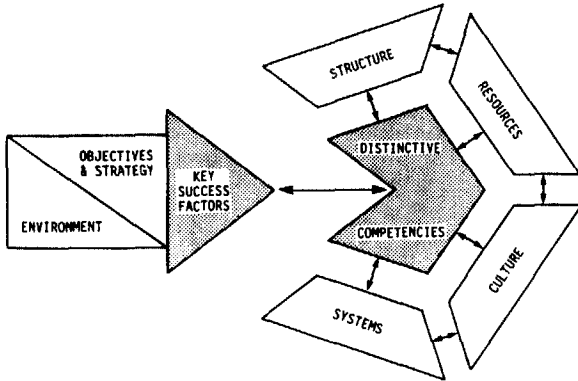 STRUCTURE
RESOURCES
OBJECTIVES
& STRATEGY
KEY
SUCCESS
FACTORS
DISTINCTIVE
ENVIRONMENT
COMPETENCIES
SYSTEMS
CULTURE